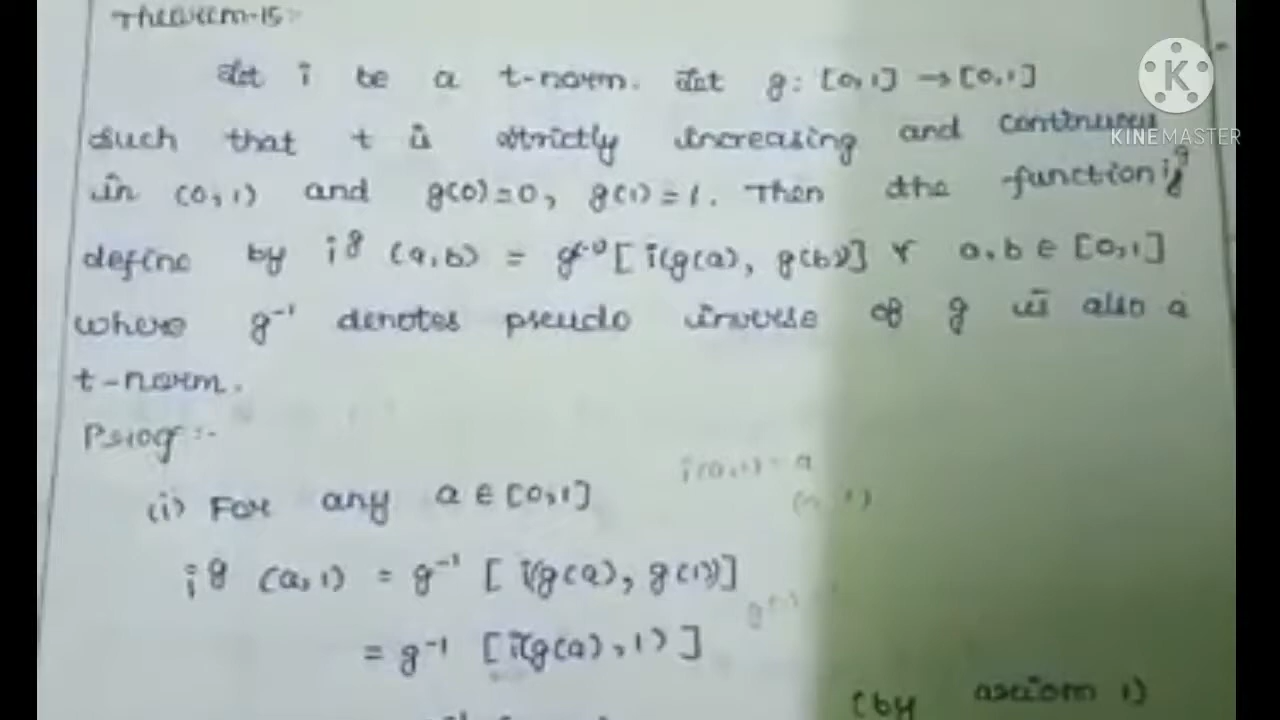 Theorem-15:-
Let i be a t-norm. Let g: [0,1] → [0,1]
such that t is strictly increasing and continuous
in (0,1) and g(0)=0, g(1)=1. Then the function i^g
define by i^g (a,b) = g^(-1) [i(g(a), g(b))] ∀ a,b ∈ [0,1]
where g^-1 denotes pseudo inverse of g is also a
t-norm.
Proof:-
i(a,1) = a
(i) For any a ∈ [0,1]
i^g (a,1) = g^-1 [i(g(a), g(1))]
= g^-1 [i(g(a),1)]
(by axiom 1)
K
KINEMASTER